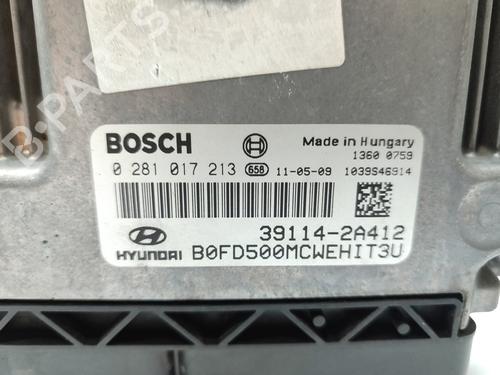 BOSCH
Made in Hungary
1360 0759
0 281 017 213 656 11-05-09 1039S46914
39114-2A412
HYUNDAI B0FD500MCWEHIT3U
B-PARTS